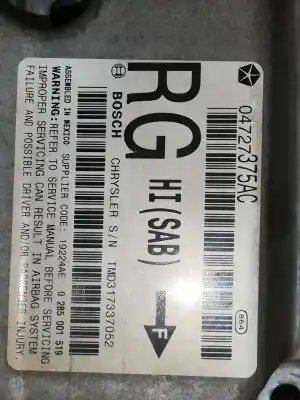 04727375AC
RG HI(SAB)
F
864
BOSCH CHRYSLER S/N TMD317337052
ASSEMBLED IN MEXICO SUPPLIER CODE: 19224AE 0 285 001 519
WARNING:REFER TO SERVICE MANUAL BEFORE SERVICING
IMPROPER SERVICING CAN RESULT IN AIRBAG SYSTEM
FAILURE AND POSSIBLE DRIVER AND/OR PASSENGER INJURY.